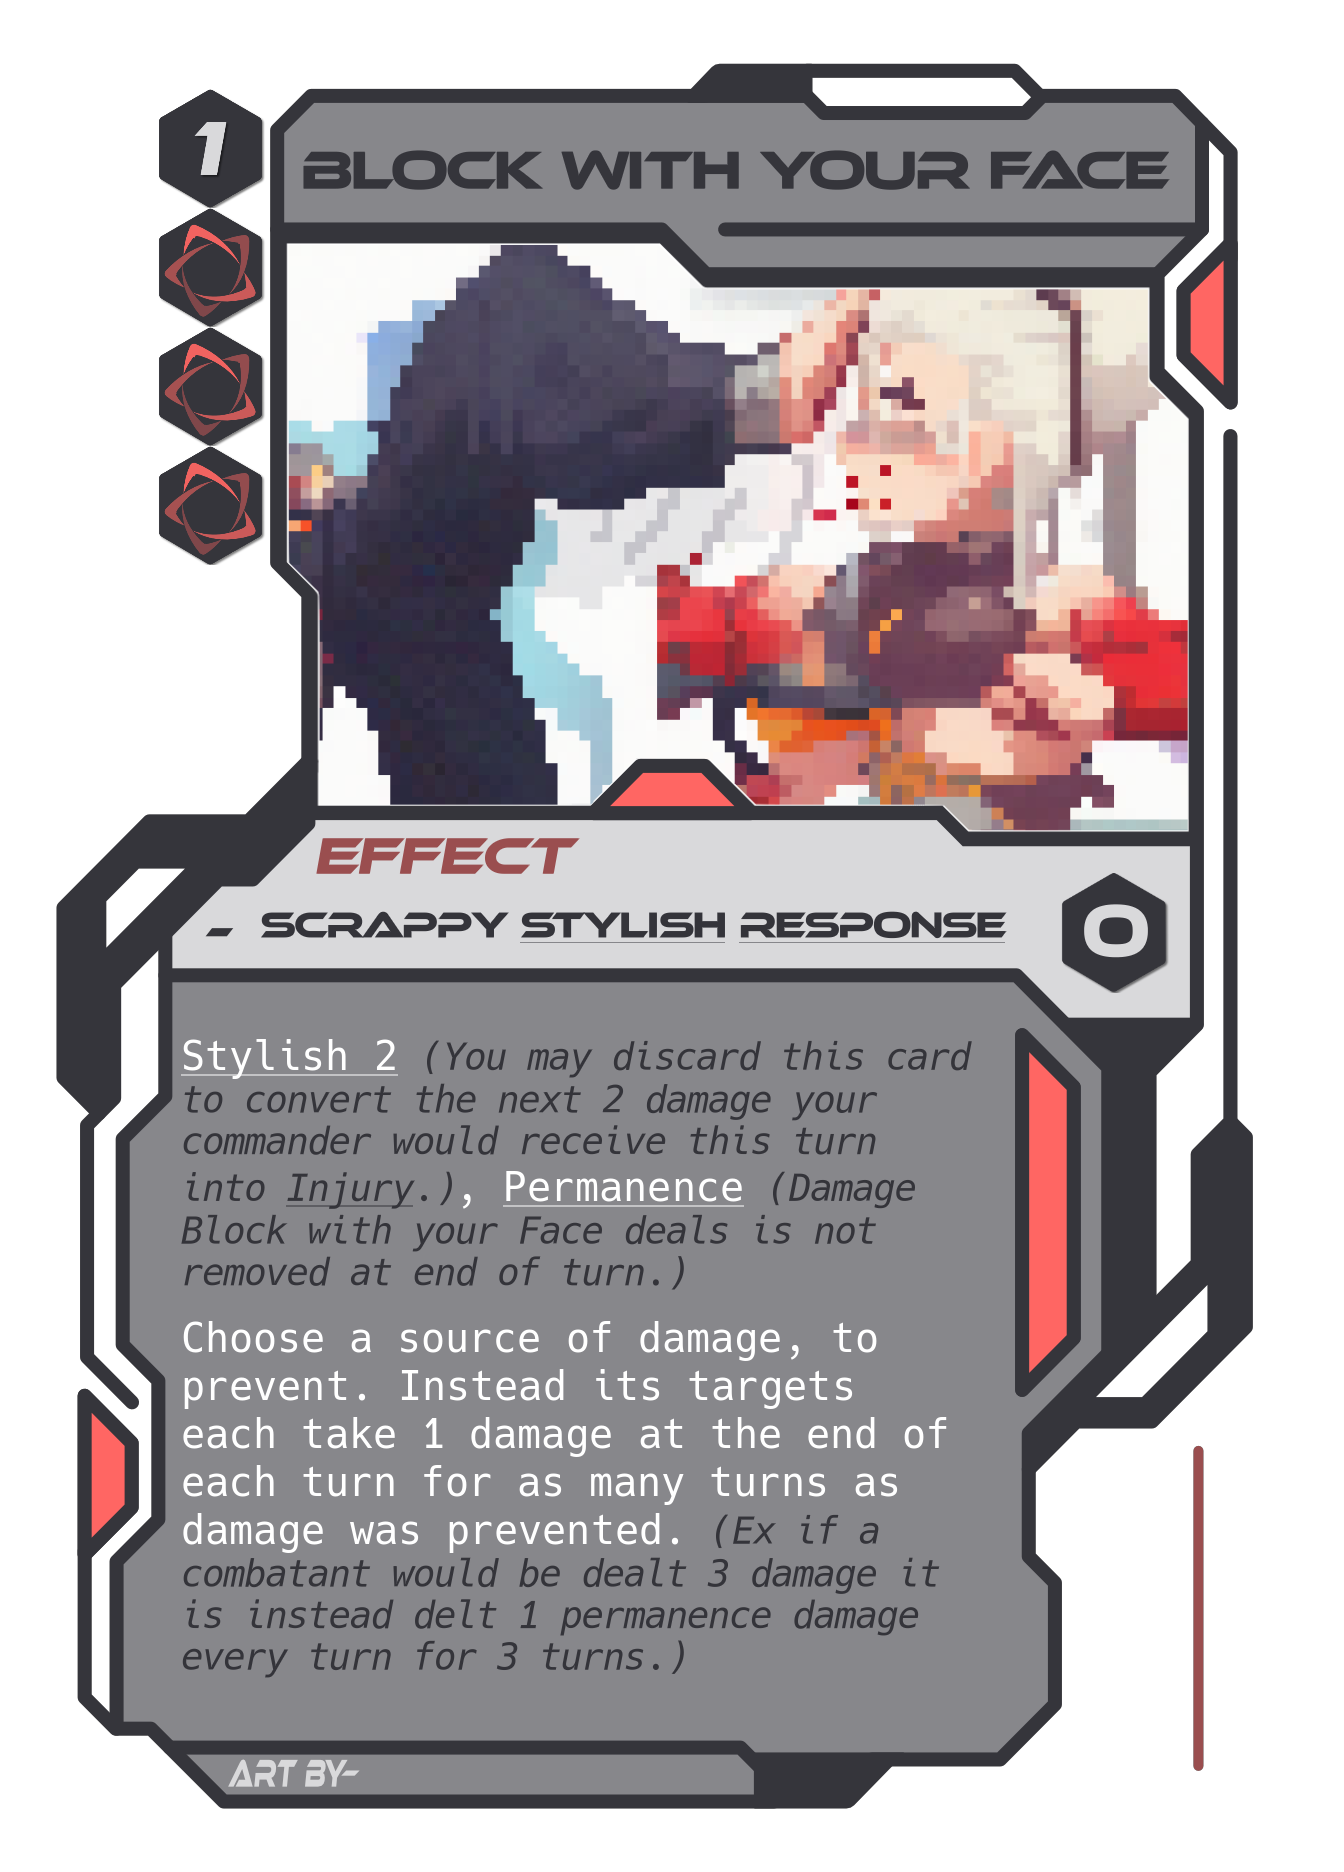 1
BLOCK WITH YOUR FACE
EFFECT
- SCRAPPY STYLISH RESPONSE
0
Stylish 2 (You may discard this card
to convert the next 2 damage your
commander would receive this turn
into Injury.), Permanence (Damage
Block with your Face deals is not
removed at end of turn.)
Choose a source of damage, to
prevent. Instead its targets
each take 1 damage at the end of
each turn for as many turns as
damage was prevented. (Ex if a
combatant would be dealt 3 damage it
is instead delt 1 permanence damage
every turn for 3 turns.)
ART BY-